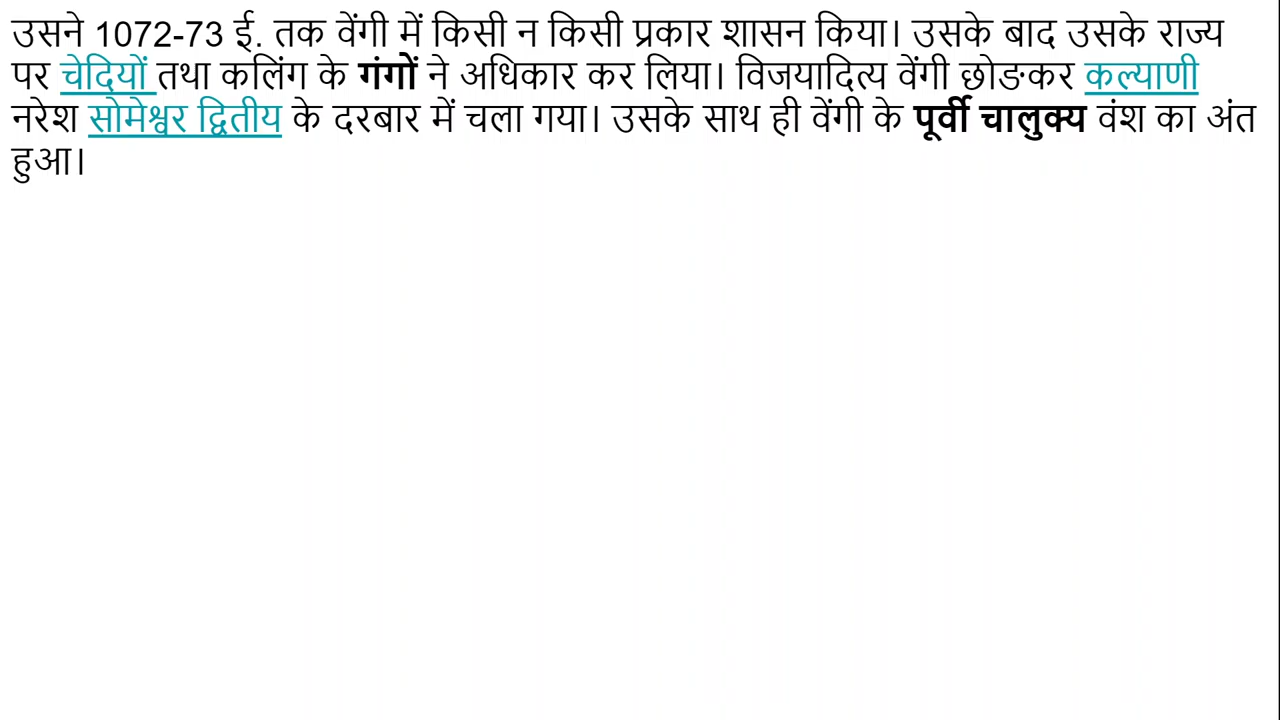 उसने 1072-73 ई. तक वेंगी में किसी न किसी प्रकार शासन किया। उसके बाद उसके राज्य
पर चेदियों तथा कलिंग के गंगों ने अधिकार कर लिया। विजयादित्य वेंगी छोङकर कल्याणी
नरेश सोमेश्वर द्वितीय के दरबार में चला गया। उसके साथ ही वेंगी के पूर्वी चालुक्य वंश का अंत
हुआ।